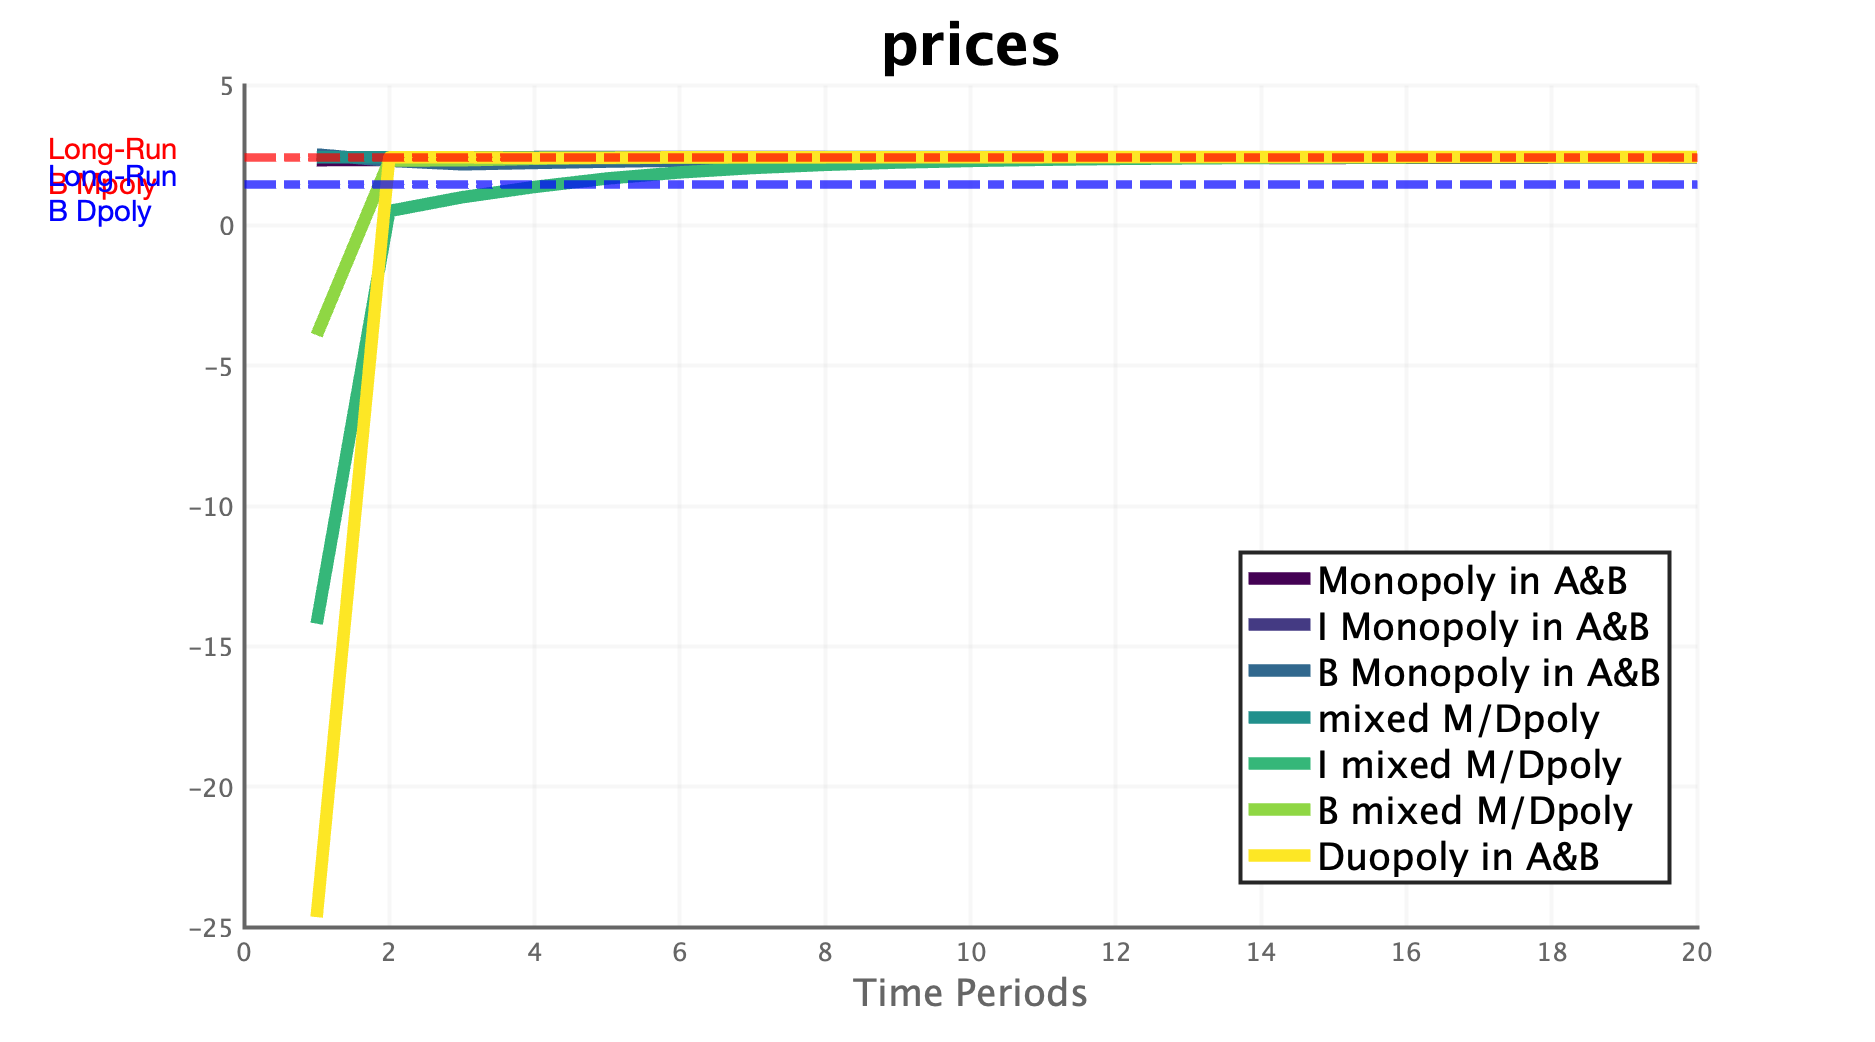 prices
5
0
−5
−10
−15
−20
−25
Long-Run
B Mpoly
Long-Run
B Dpoly
0 2 4 6 8 10 12 14 16 18 20
Time Periods
Monopoly in A&B
I Monopoly in A&B
B Monopoly in A&B
mixed M/Dpoly
I mixed M/Dpoly
B mixed M/Dpoly
Duopoly in A&B